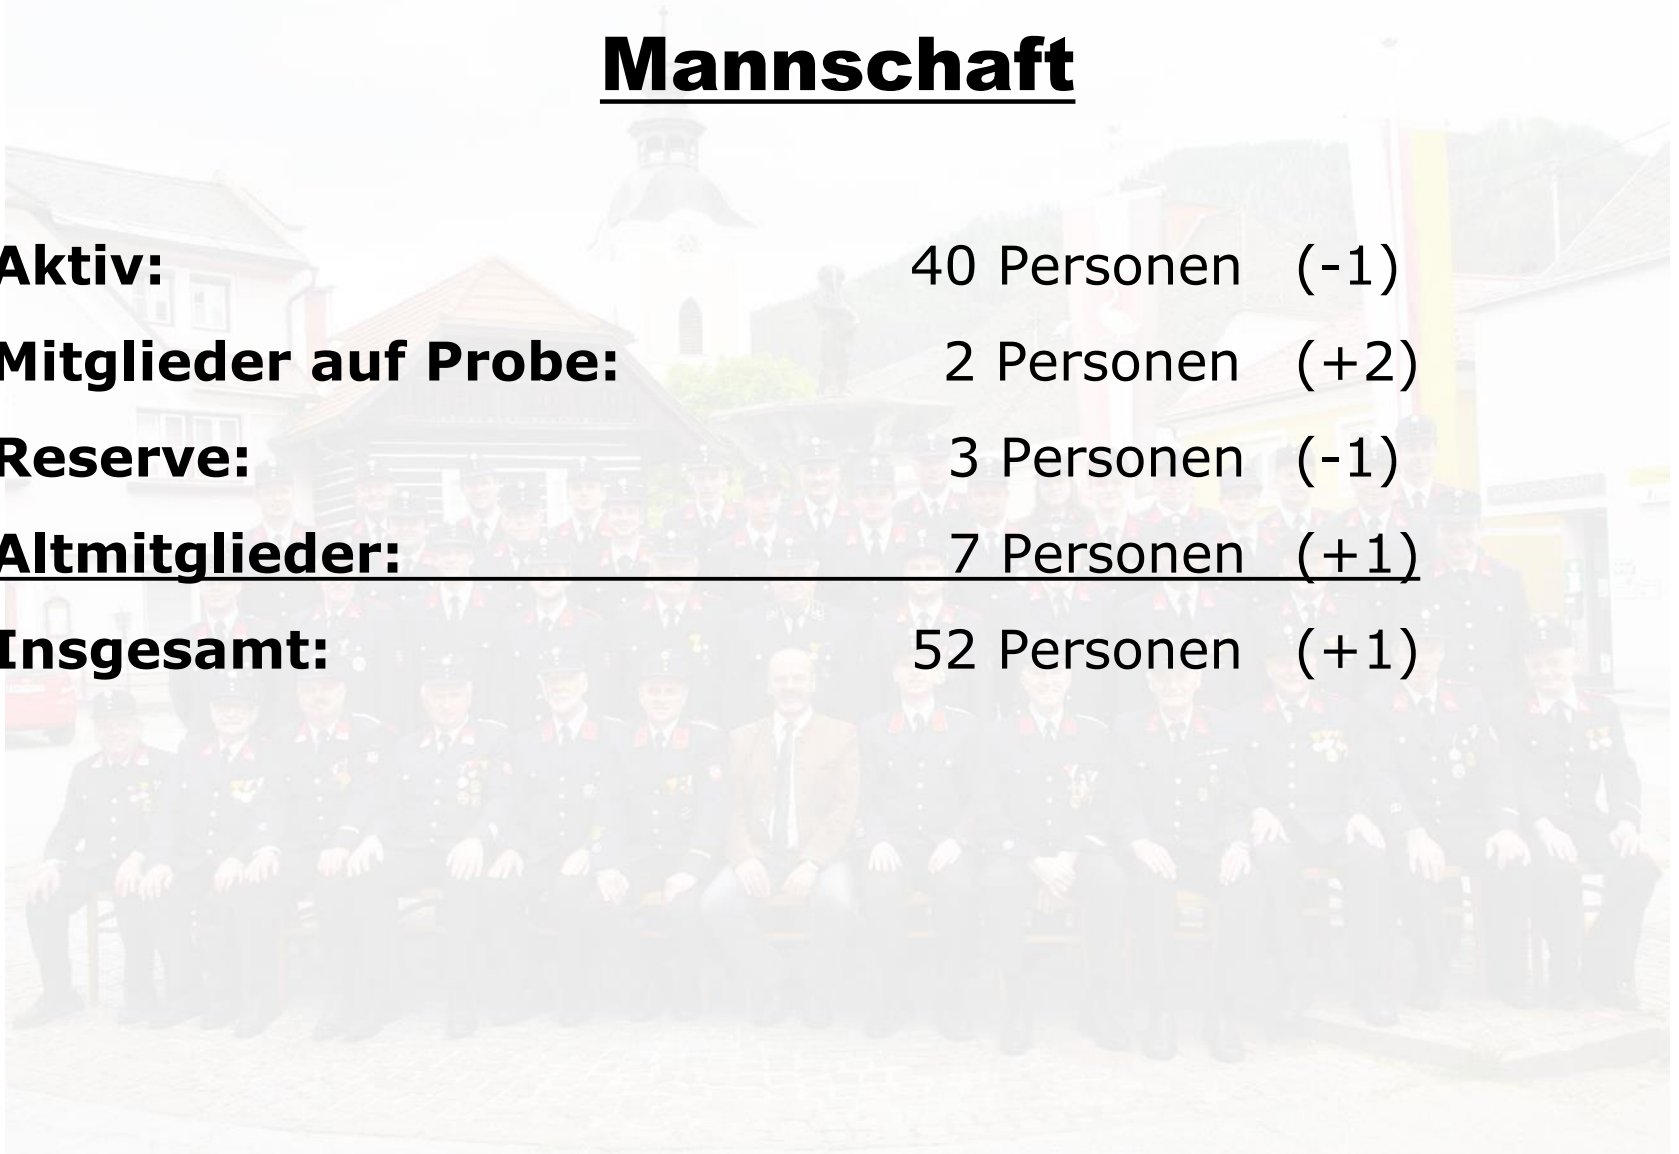 Mannschaft
Aktiv: 40 Personen (-1)
Mitglieder auf Probe: 2 Personen (+2)
Reserve: 3 Personen (-1)
Altmitglieder: 7 Personen (+1)
Insgesamt: 52 Personen (+1)